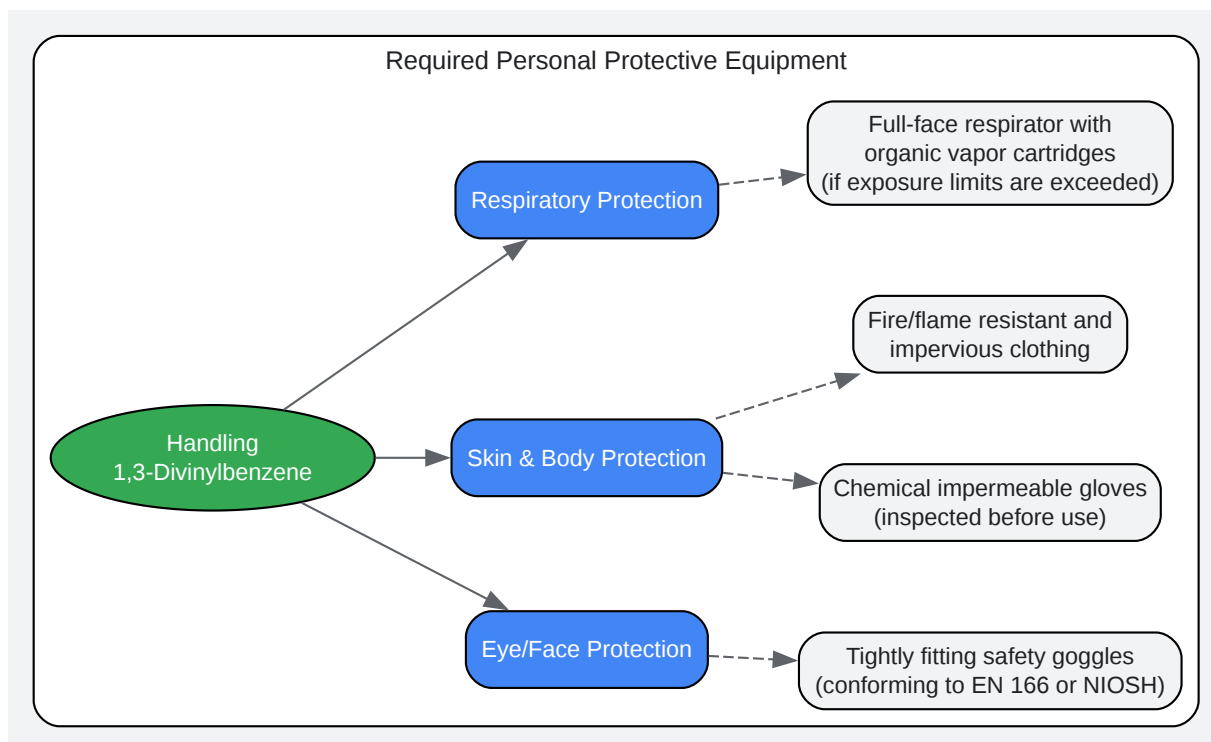 Required Personal Protective Equipment
Full-face respirator with
organic vapor cartridges
(if exposure limits are exceeded)
Respiratory Protection
Fire/flame resistant and
impervious clothing
Handling
1,3-Divinylbenzene
Skin & Body Protection
Chemical impermeable gloves
(inspected before use)
Eye/Face Protection
Tightly fitting safety goggles
(conforming to EN 166 or NIOSH)